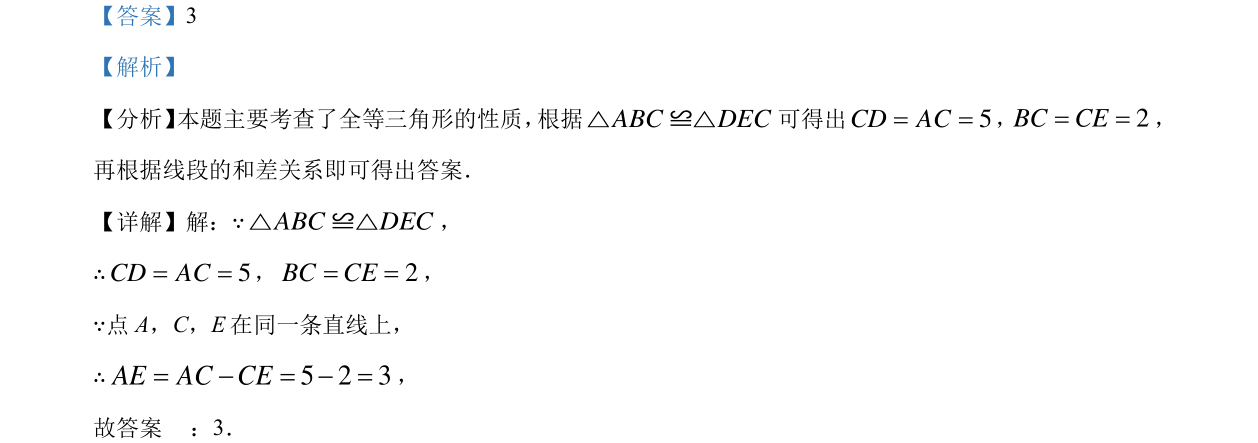 【答案】3
【解析】
【分析】本题主要考查了全等三角形的性质，根据△ABC≌△DEC可得出CD=AC=5，BC=CE=2，
再根据线段的和差关系即可得出答案．
【详解】解：∵△ABC≌△DEC，
∴CD=AC=5，BC=CE=2，
∵点A，C，E在同一条直线上，
∴AE=AC-CE=5-2=3，
故答案　：3．